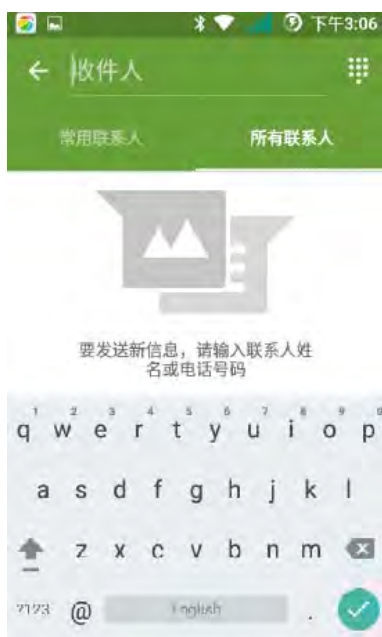 下午3:06
收件人
常用联系人 所有联系人
要发送新信息，请输入联系人姓
名或电话号码
1 2 3 4 5 6 7 8 9 0
q w e r t y u i o p
a s d f g h j k l
z x c v b n m
?123 @ English .